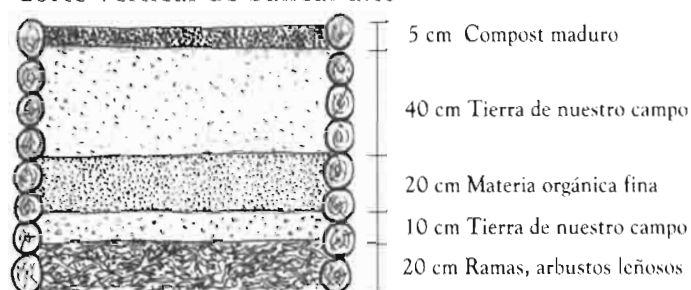 5 cm Compost maduro
40 cm Tierra de nuestro campo
20 cm Materia orgánica fina
10 cm Tierra de nuestro campo
20 cm Ramas, arbustos leñosos